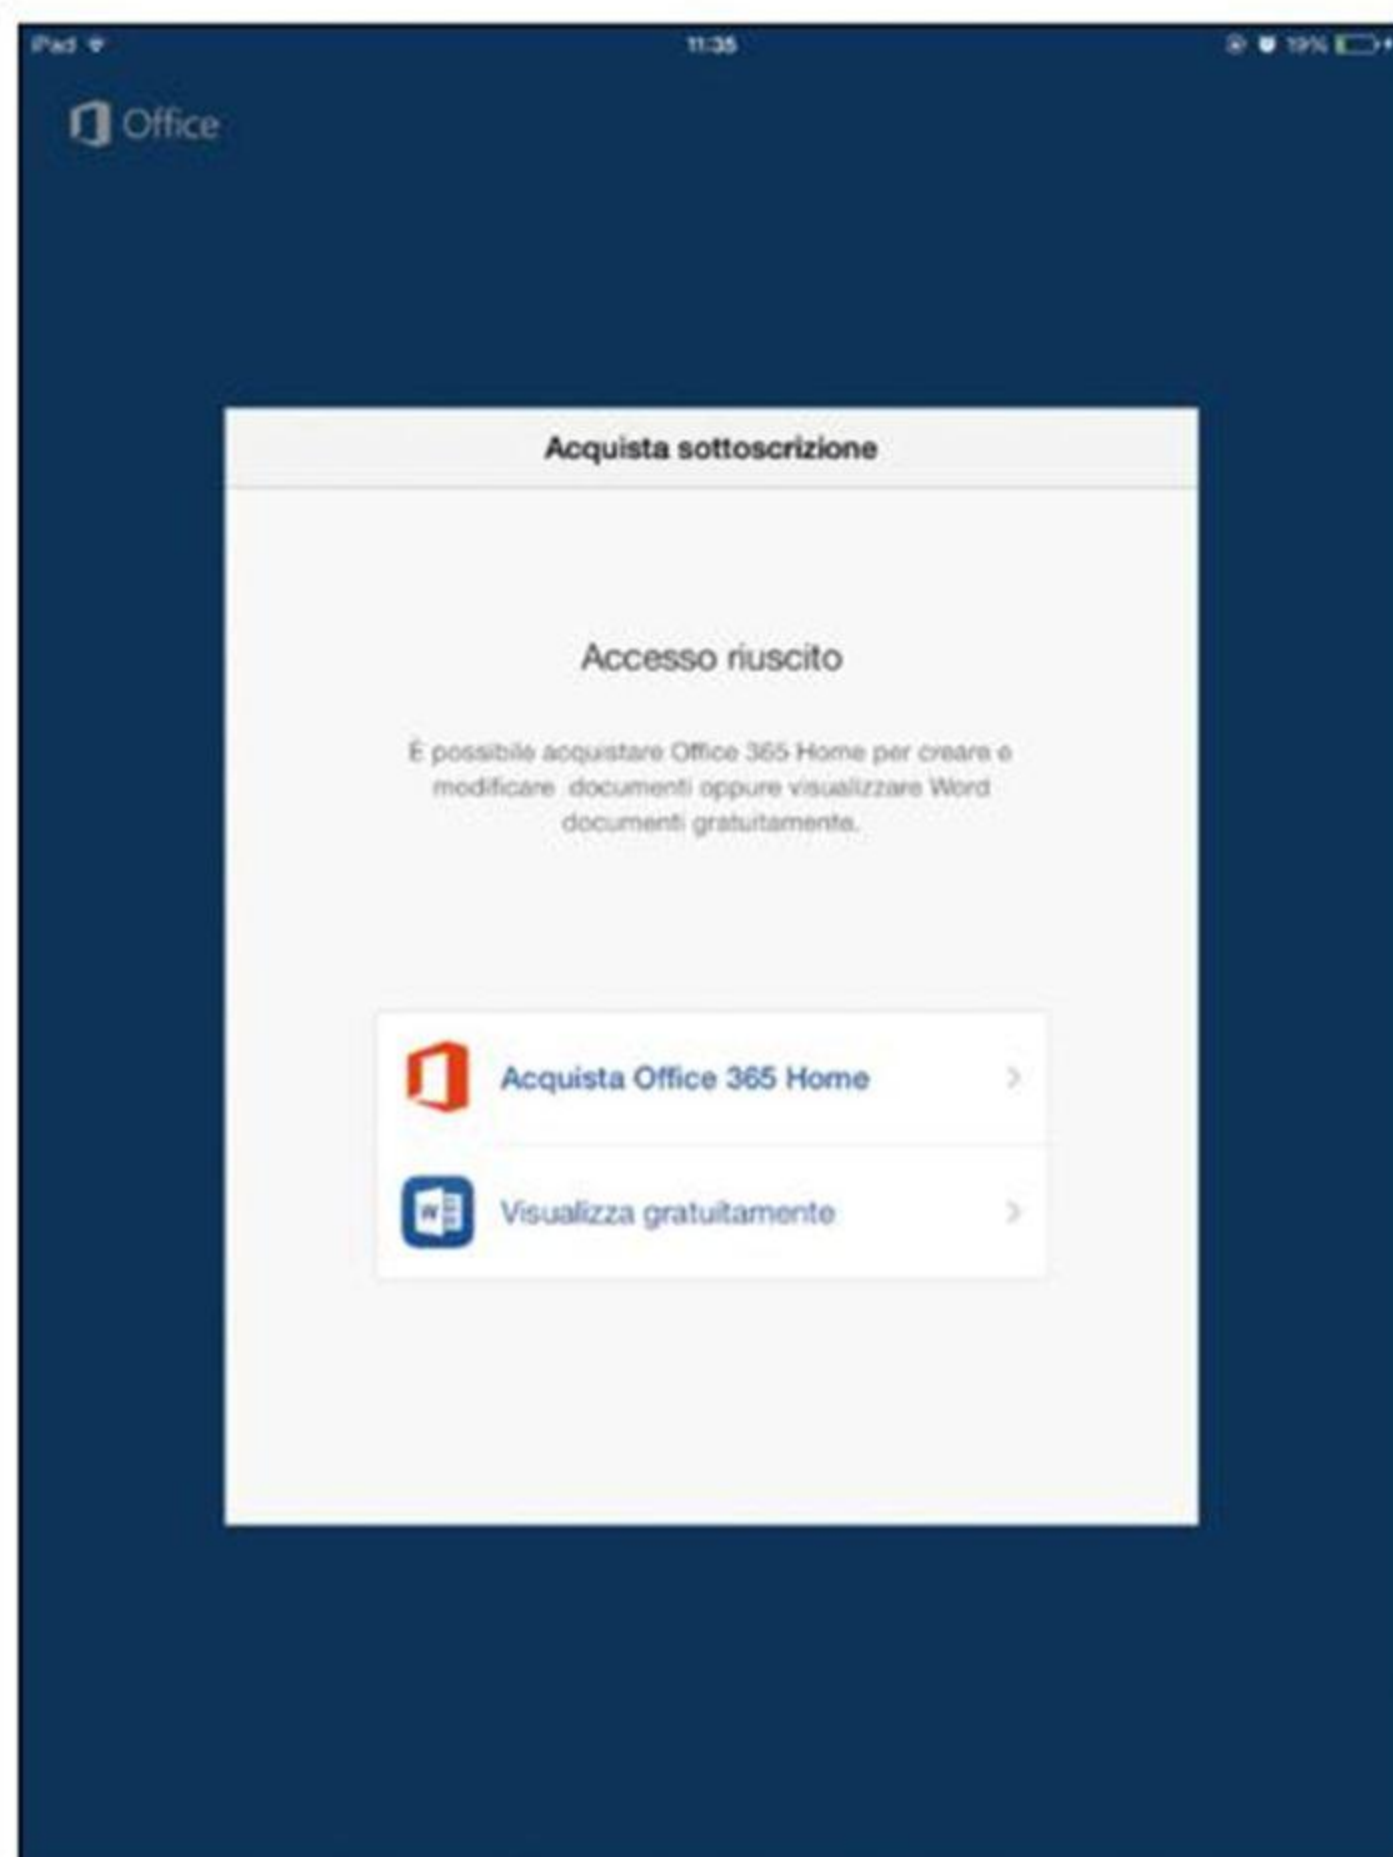 iPad
11:35
19%
Office
Acquista sottoscrizione
Accesso riuscito
È possibile acquistare Office 365 Home per creare e
modificare documenti oppure visualizzare Word
documenti gratuitamente.
Acquista Office 365 Home
Visualizza gratuitamente